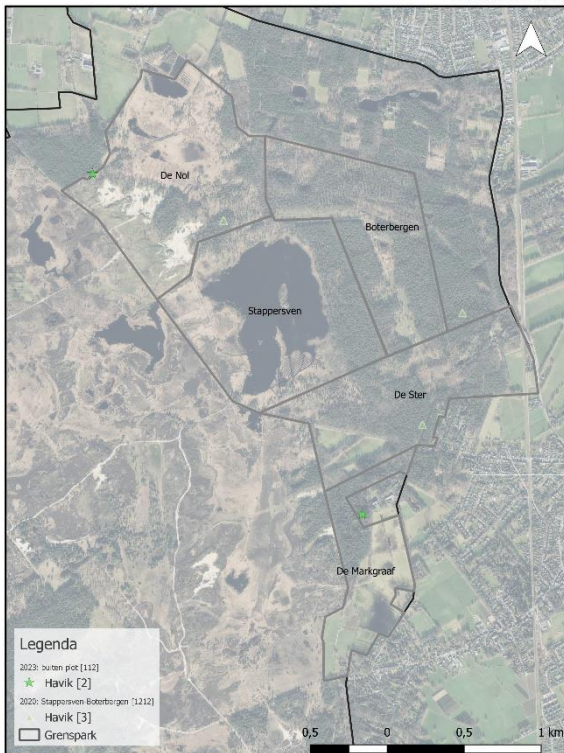 De Nol
Boterbergen
Stappersven
De Ster
De Markgraaf
Legenda
2023: buiten plot [112]
Havik [2]
2020: Stappersven-Boterbergen [1212]
Havik [3]
Grenspark
0,5 0 0,5 1 km